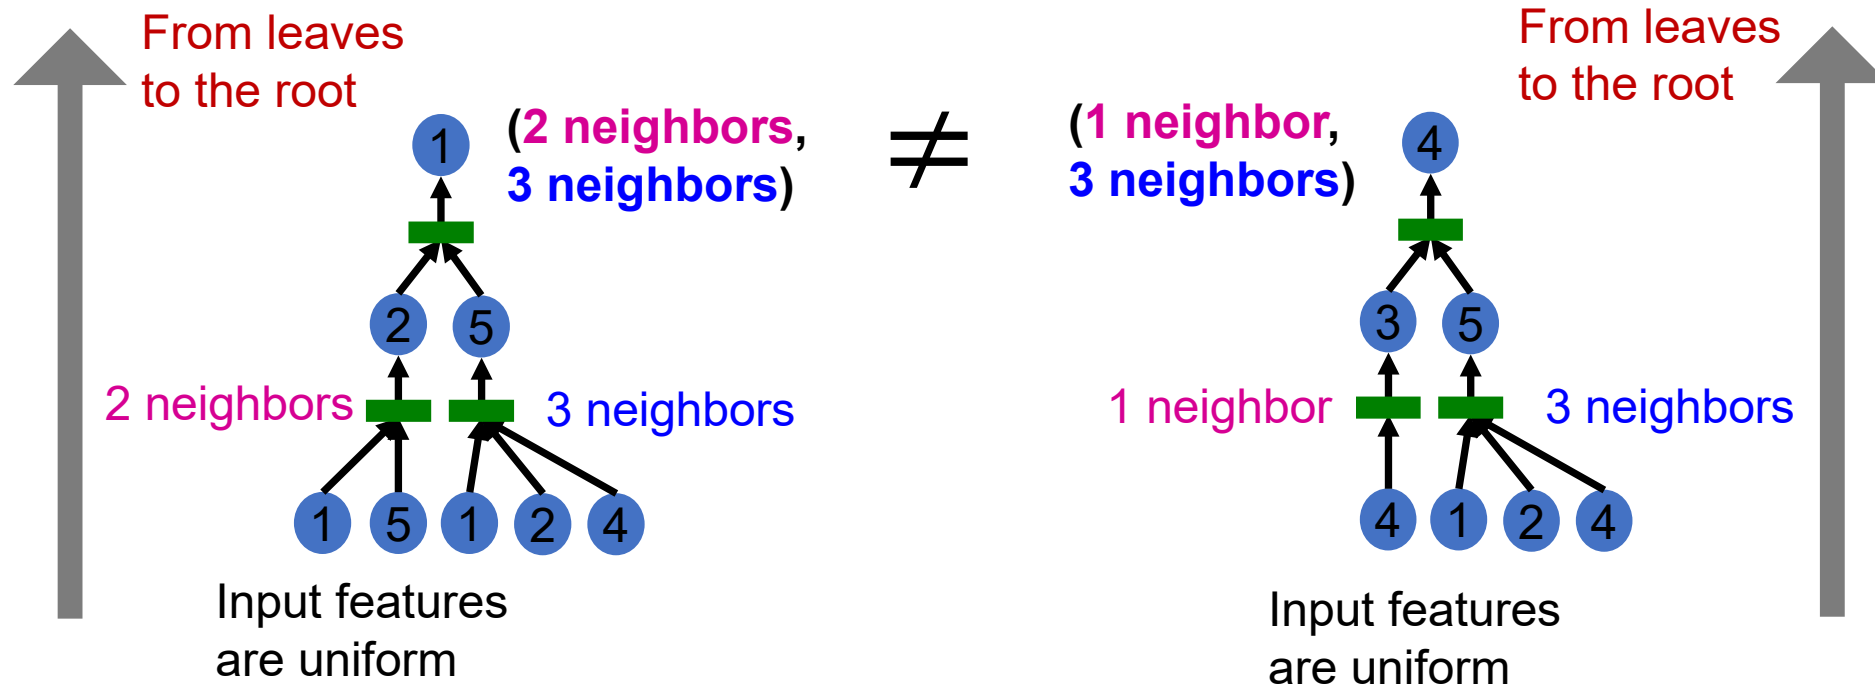 From leaves
to the root
1
(2 neighbors,
3 neighbors)
2
5
2 neighbors
3 neighbors
1
5
1
2
4
Input features
are uniform
≠
From leaves
to the root
(1 neighbor,
3 neighbors)
4
3
5
1 neighbor
3 neighbors
4
1
2
4
Input features
are uniform